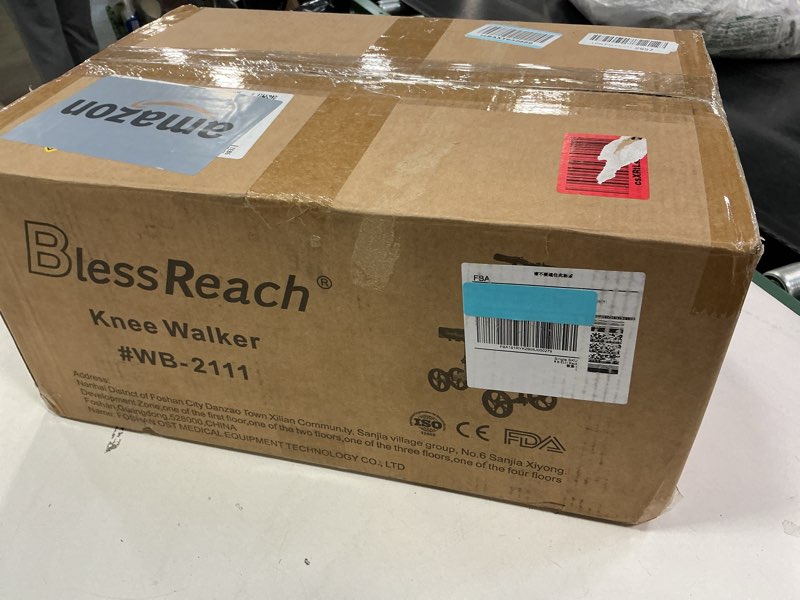 amazon
BlessReach®
Knee Walker
#WB-2111
Address:
Nanhai District of Foshan City Danzao Town Xilian Community, Sanjia village group, No.6 Sanjia Xiyong.
Development Zone,one of the first floor,one of the two floors,one of the three floors,one of the four floors
Foshan,Guangdong,528000,CHINA
Name: FOSHAN OST MEDICAL EQUIPMENT TECHNOLOGY CO., LTD
FBA
ISO
CE
FDA